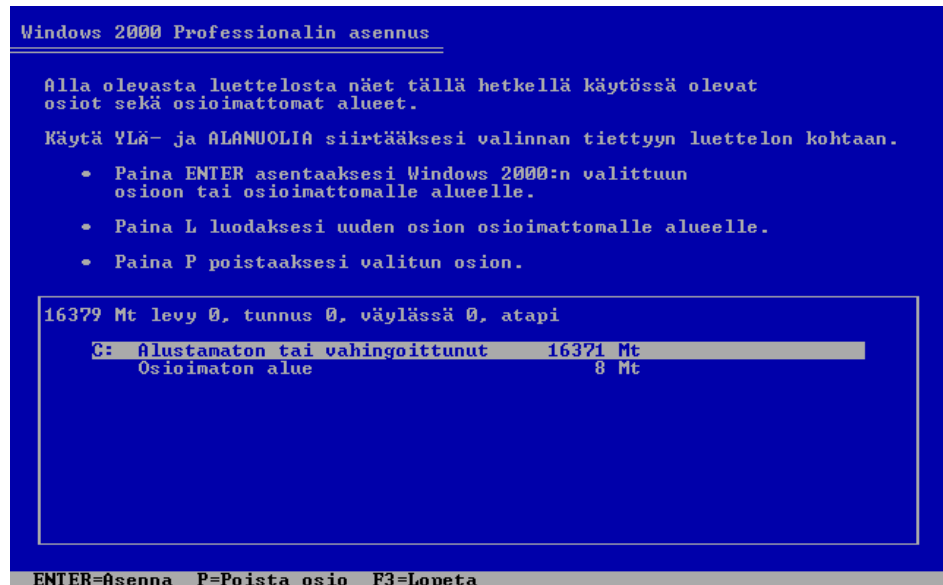 Windows 2000 Professionalin asennus
Alla olevasta luettelosta näet tällä hetkellä käytössä olevat
osiot sekä osioimattomat alueet.
Käytä YLÄ- ja ALANUOLIA siirtääksesi valinnan tiettyyn luettelon kohtaan.
• Paina ENTER asentaaksesi Windows 2000:n valittuun
osioon tai osioimattomalle alueelle.
• Paina L luodaksesi uuden osion osioimattomalle alueelle.
• Paina P poistaaksesi valitun osion.
16379 Mt levy 0, tunnus 0, väylässä 0, atapi
C: Alustamaton tai vahingoittunut 16371 Mt
Osioimaton alue 8 Mt
ENTER=Asenna P=Poista osio F3=Lopeta